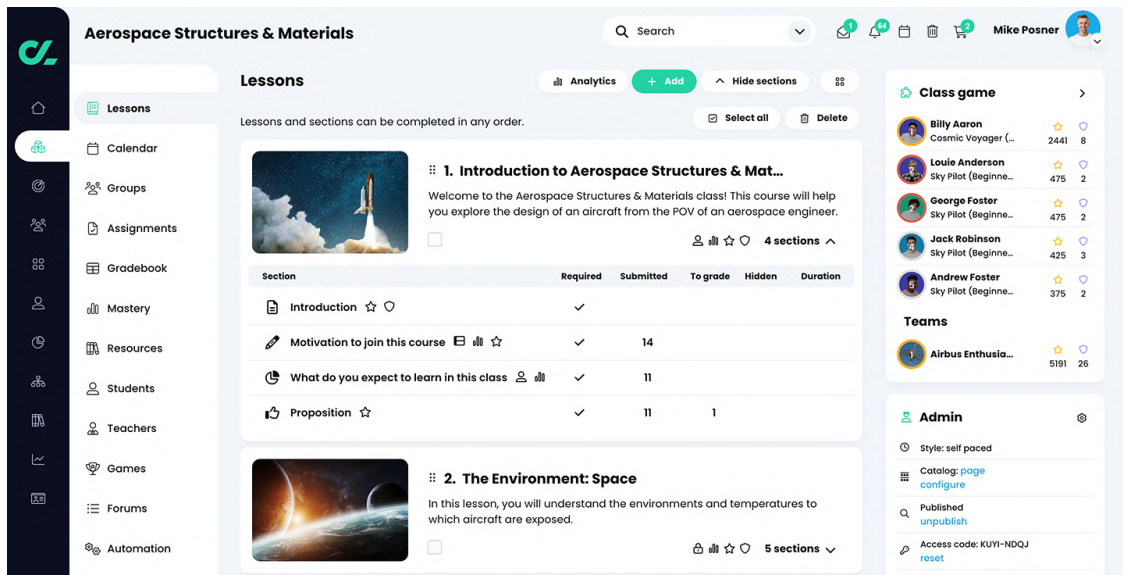 Aerospace Structures & Materials
Search
1
64
2
Mike Posner
Lessons
Calendar
Groups
Assignments
Gradebook
Mastery
Resources
Students
Teachers
Games
Forums
Automation
Lessons
Analytics
+ Add
Hide sections
Lessons and sections can be completed in any order.
Select all
Delete
1. Introduction to Aerospace Structures & Mat...
Welcome to the Aerospace Structures & Materials class! This course will help
you explore the design of an aircraft from the POV of an aerospace engineer.
4 sections
Section Required Submitted To grade Hidden Duration
Introduction
Motivation to join this course 14
What do you expect to learn in this class 11
Proposition 11 1
2. The Environment: Space
In this lesson, you will understand the environments and temperatures to
which aircraft are exposed.
5 sections
Class game
Billy Aaron
Cosmic Voyager (...
2441 8
Louie Anderson
Sky Pilot (Beginne...
475 2
George Foster
Sky Pilot (Beginne...
475 2
Jack Robinson
Sky Pilot (Beginne...
425 3
Andrew Foster
Sky Pilot (Beginne...
375 2
Teams
Airbus Enthusia...
5191 26
Admin
Style: self paced
Catalog: page
configure
Published
unpublish
Access code: KUYI-NDQJ
reset